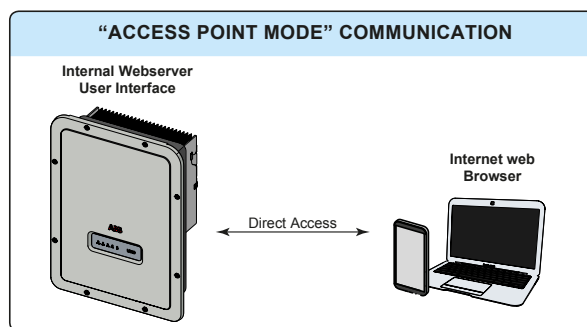 “ACCESS POINT MODE” COMMUNICATION
Internal Webserver
User Interface
Internet web
Browser
ABB
Direct Access